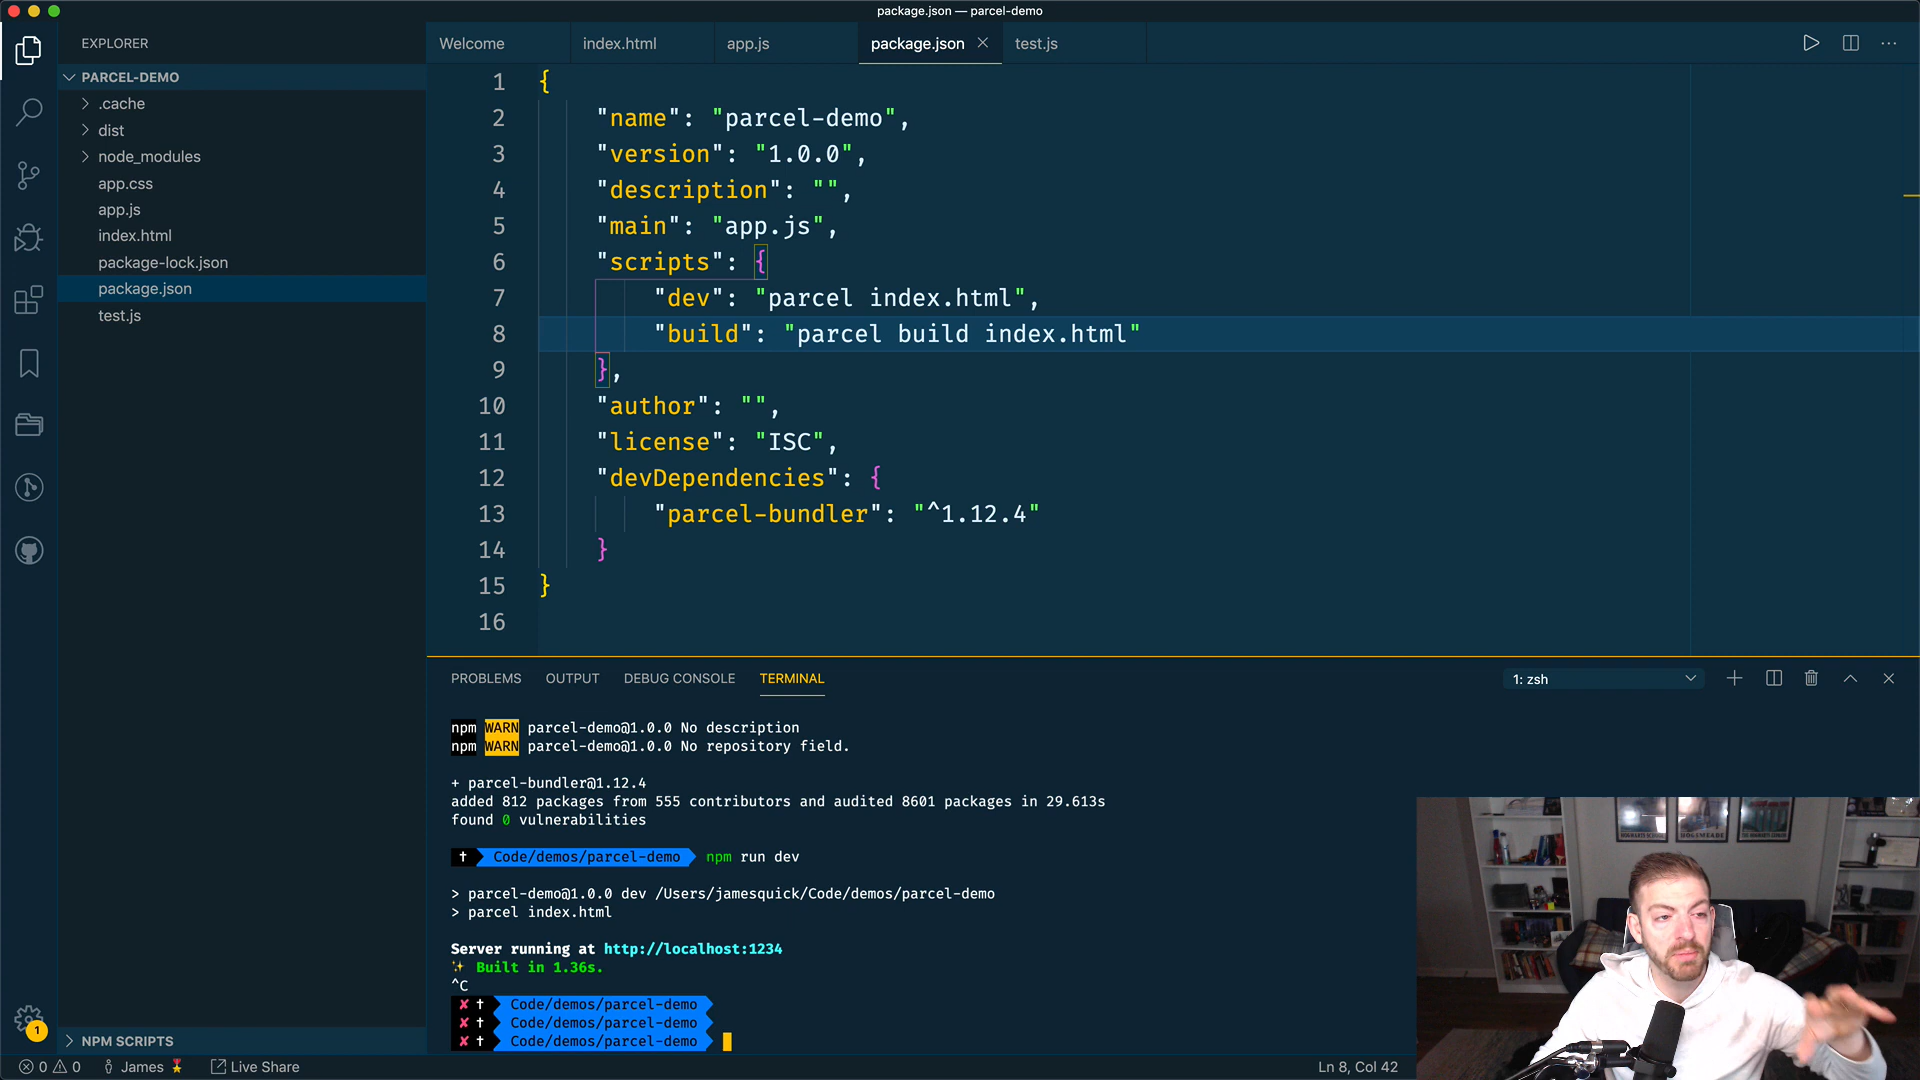 package.json — parcel-demo
EXPLORER
PARCEL-DEMO
.cache
dist
node_modules
app.css
app.js
index.html
package-lock.json
package.json
test.js
NPM SCRIPTS
Welcome
index.html
app.js
package.json
test.js
1 {
2 "name": "parcel-demo",
3 "version": "1.0.0",
4 "description": "",
5 "main": "app.js",
6 "scripts": {
7 "dev": "parcel index.html",
8 "build": "parcel build index.html"
9 },
10 "author": "",
11 "license": "ISC",
12 "devDependencies": {
13 "parcel-bundler": "^1.12.4"
14 }
15 }
16
PROBLEMS OUTPUT DEBUG CONSOLE TERMINAL
1: zsh
npm WARN parcel-demo@1.0.0 No description
npm WARN parcel-demo@1.0.0 No repository field.
+ parcel-bundler@1.12.4
added 812 packages from 555 contributors and audited 8601 packages in 29.613s
found 0 vulnerabilities
† Code/demos/parcel-demo npm run dev
> parcel-demo@1.0.0 dev /Users/jamesquick/Code/demos/parcel-demo
> parcel index.html
Server running at http://localhost:1234
✨ Built in 1.36s.
^C
✘ † Code/demos/parcel-demo
✘ † Code/demos/parcel-demo
✘ † Code/demos/parcel-demo
HOGSMEADE
1
0 0 James Live Share
Ln 8, Col 42